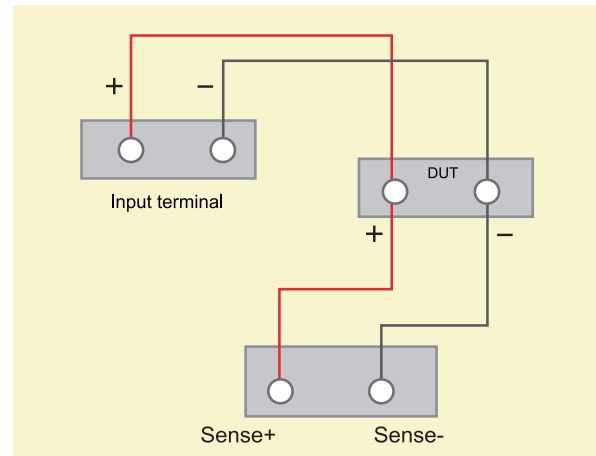 + −
Input terminal
DUT
+ −
Sense+ Sense-